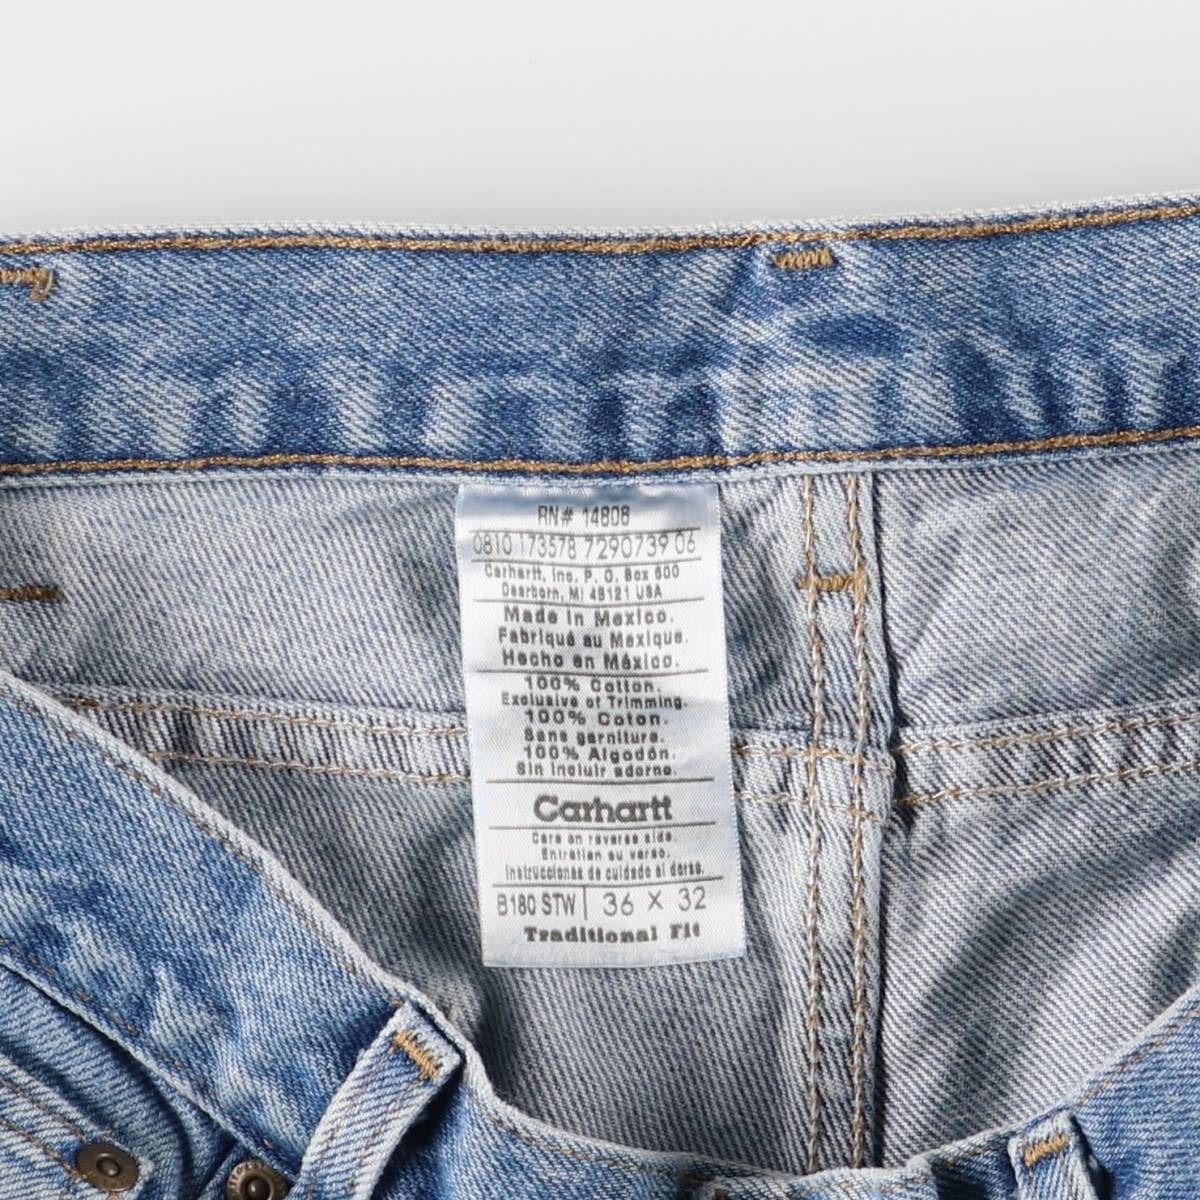 RN# 14808
0810 173578 7290739 06
Carhartt, Inc. P. O. Box 600
Dearborn, MI 48121 USA
Made in Mexico.
Fabriqué au Mexique.
Hecho en México.
100% Cotton.
Exclusive of Trimming.
100% Coton.
Sans garniture.
100% Algodón.
Sin incluir adorno.
Carhartt
Care on reverse side.
Entretien au verso.
Instrucciones de cuidado al dorso.
B180 STW 36 X 32
Traditional Fit